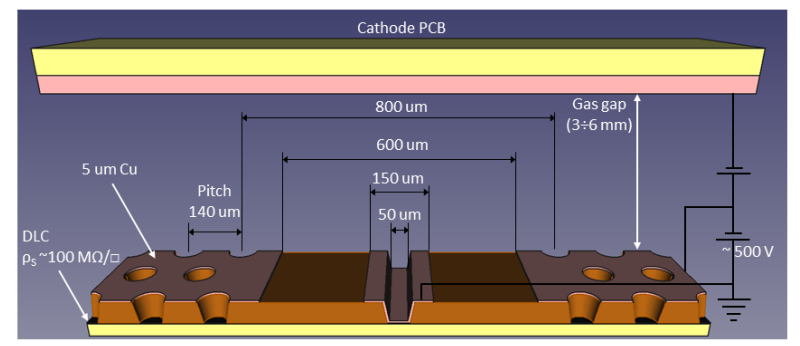 Cathode PCB
800 um
Gas gap
(3÷6 mm)
600 um
5 um Cu
150 um
Pitch
140 um
50 um
DLC
ρS ~100 MΩ/□
~ 500 V